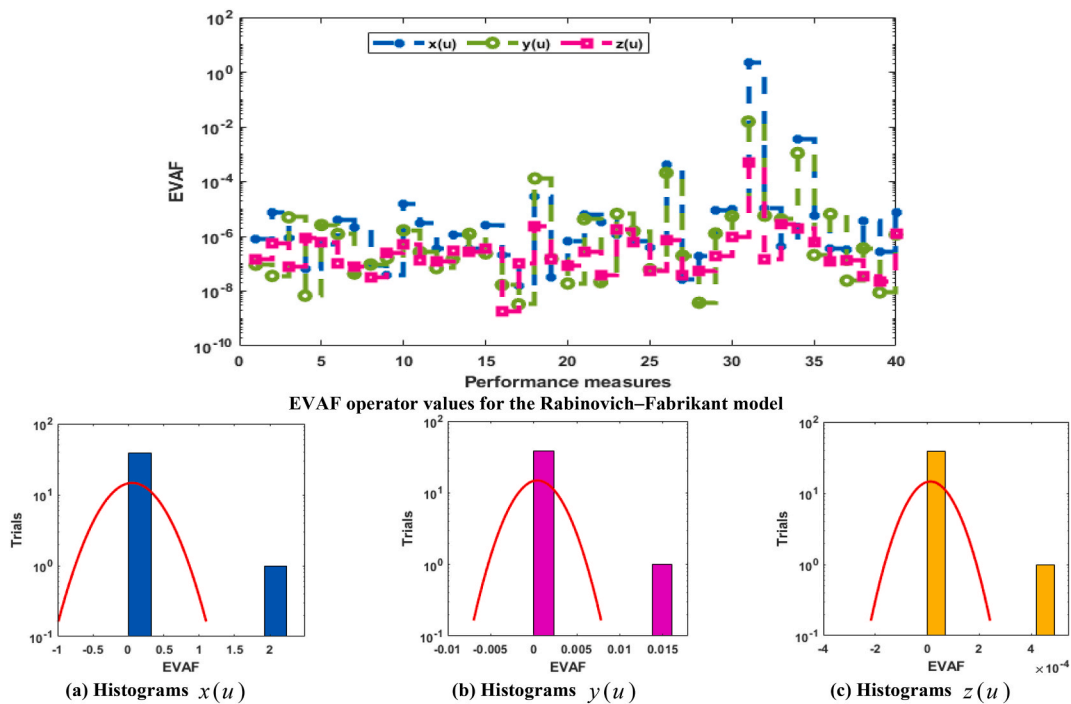 10^2
10^0
10^-2
10^-4
10^-6
10^-8
10^-10
EVAF
x(u) y(u) z(u)
0 5 10 15 20 25 30 35 40
Performance measures
EVAF operator values for the Rabinovich–Fabrikant model
10^2
10^1
10^0
10^-1
Trials
-1 -0.5 0 0.5 1 1.5 2
EVAF
(a) Histograms x(u)
10^2
10^1
10^0
10^-1
Trials
-0.01 -0.005 0 0.005 0.01 0.015
EVAF
(b) Histograms y(u)
10^2
10^1
10^0
10^-1
Trials
-4 -2 0 2 4
EVAF ×10^-4
(c) Histograms z(u)